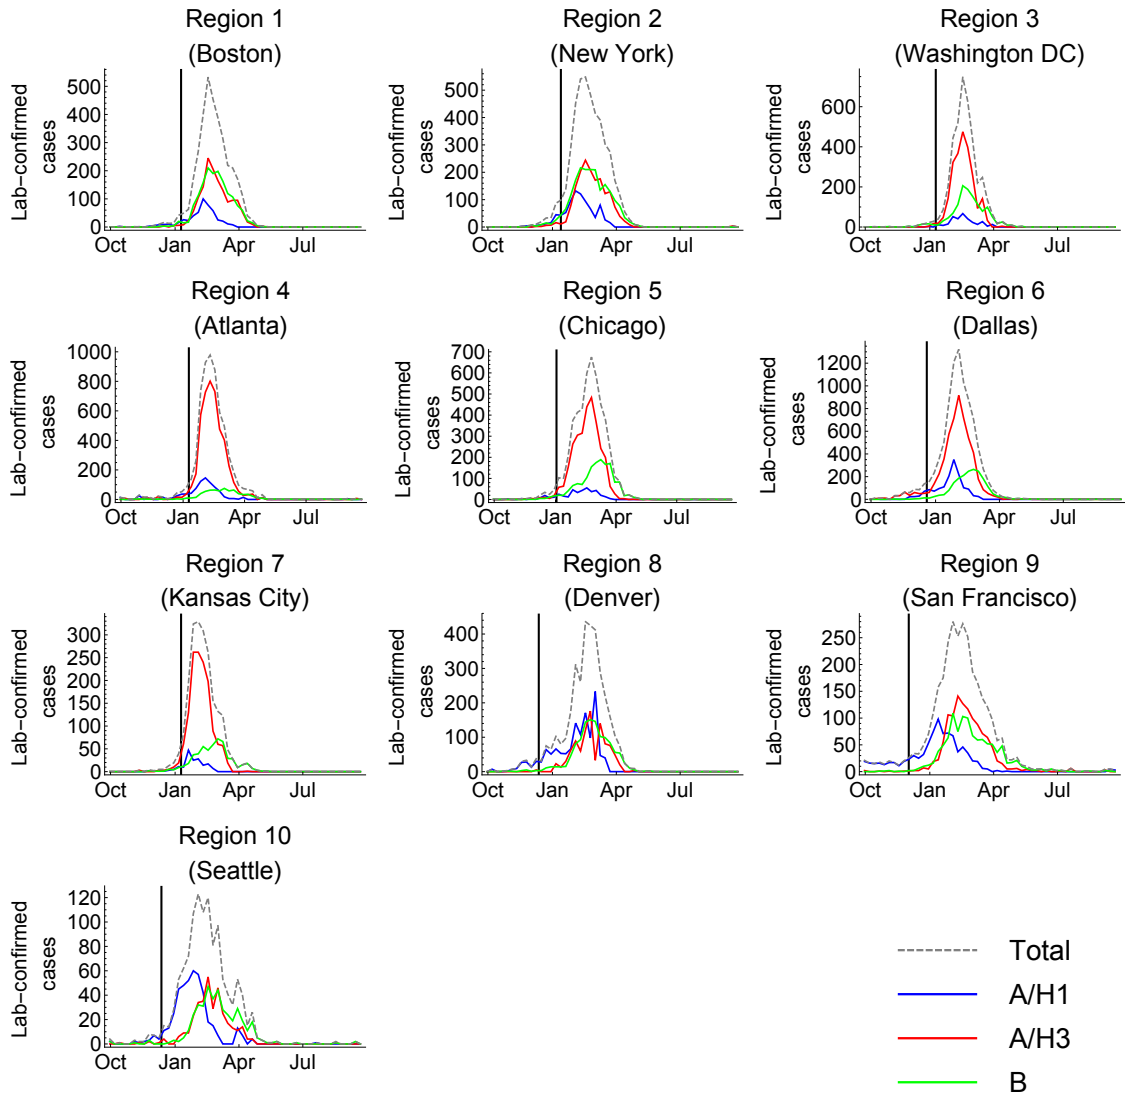 Region 1
(Boston)
Lab−confirmed
cases
500
400
300
200
100
0
Oct Jan Apr Jul
Region 2
(New York)
Lab−confirmed
cases
500
400
300
200
100
0
Oct Jan Apr Jul
Region 3
(Washington DC)
Lab−confirmed
cases
600
400
200
0
Oct Jan Apr Jul
Region 4
(Atlanta)
Lab−confirmed
cases
1000
800
600
400
200
0
Oct Jan Apr Jul
Region 5
(Chicago)
Lab−confirmed
cases
700
600
500
400
300
200
100
0
Oct Jan Apr Jul
Region 6
(Dallas)
Lab−confirmed
cases
1200
1000
800
600
400
200
0
Oct Jan Apr Jul
Region 7
(Kansas City)
Lab−confirmed
cases
300
250
200
150
100
50
0
Oct Jan Apr Jul
Region 8
(Denver)
Lab−confirmed
cases
400
300
200
100
0
Oct Jan Apr Jul
Region 9
(San Francisco)
Lab−confirmed
cases
250
200
150
100
50
0
Oct Jan Apr Jul
Region 10
(Seattle)
Lab−confirmed
cases
120
100
80
60
40
20
0
Oct Jan Apr Jul
Total
A/H1
A/H3
B